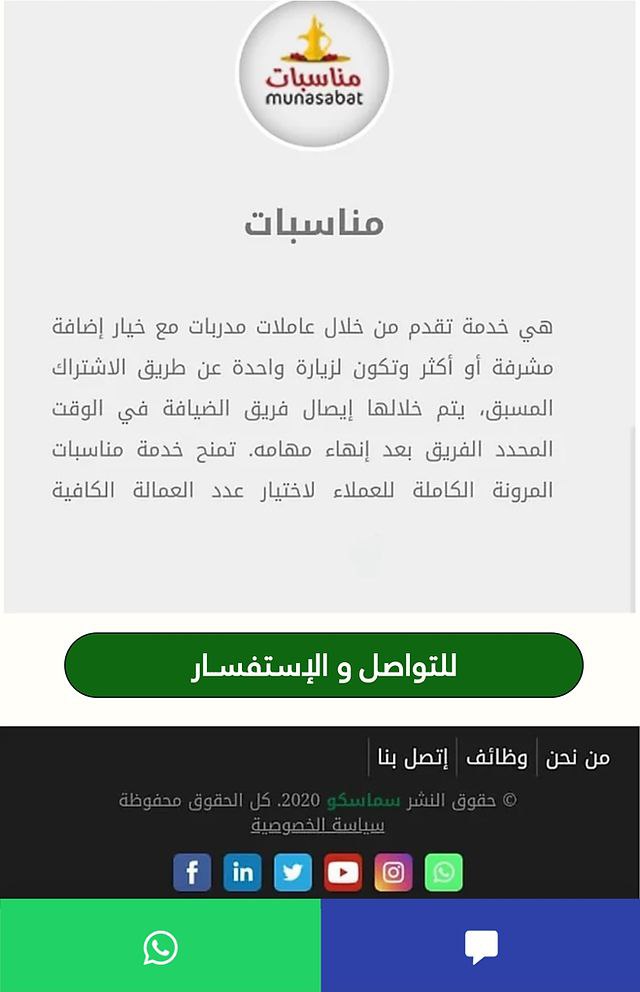 مناسبات
munasabat
مناسبات
هي خدمة تقدم من خلال عاملات مدربات مع خيار إضافة
مشرفة أو أكثر وتكون لزيارة واحدة عن طريق الاشتراك
المسبق، يتم خلالها إيصال فريق الضيافة في الوقت
المحدد الفريق بعد إنهاء مهامه. تمنح خدمة مناسبات
المرونة الكاملة للعملاء لاختيار عدد العمالة الكافية
للتواصل و الإستفسـار
من نحن | وظائف | إتصل بنا |
© حقوق النشر سماسكو 2020. كل الحقوق محفوظة
سياسة الخصوصية